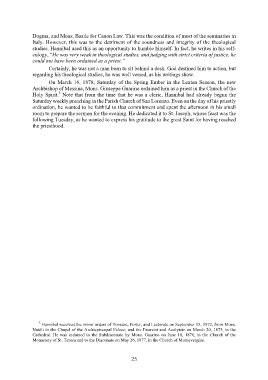 Dogma, and Mons. Basile for Canon Law. This was the condition of most of the seminaries in
Italy. However, this was to the detriment of the soundness and integrity of the theological
studies. Hannibal used this as an opportunity to humble himself. In fact, he writes in his self-
eulogy, "He was very weak in theological studies, and judging with strict criteria of justice, he
could not have been ordained as a priest."
Certainly, he was not a man born to sit behind a desk. God destined him to action, but
regarding his theological studies, he was well versed, as his writings show.
On March 16, 1878, Saturday of the Spring Ember in the Lenten Season, the new
Archbishop of Messina, Mons. Giuseppe Guarino ordained him as a priest in the Church of the
Holy Spirit. Note that from the time that he was a cleric, Hannibal had already begun the
Saturday weekly preaching in the Parish Church of San Lorenzo. Even on the day of his priestly
ordination, he wanted to be faithful to that commitment and spent the afternoon in his small
room to prepare the sermon for the evening. He dedicated it to St. Joseph, whose feast was the
following Tuesday, as he wanted to express his gratitude to the great Saint for having reached
the priesthood.
Hannibal received the minor orders of Tonsure, Porter, and Lectorate on September 18, 1872, from Mons.
Natoli in the Chapel of the Archiepiscopal Palace, and the Exorcist and Acolytate on March 20, 1875, in the
Cathedral. He was ordained to the Subdiaconate by Mons. Guarino on June 10, 1876, in the Church of the
Monastery of St. Teresa and to the Diaconate on May 26, 1877, in the Church of Montevergine.
25